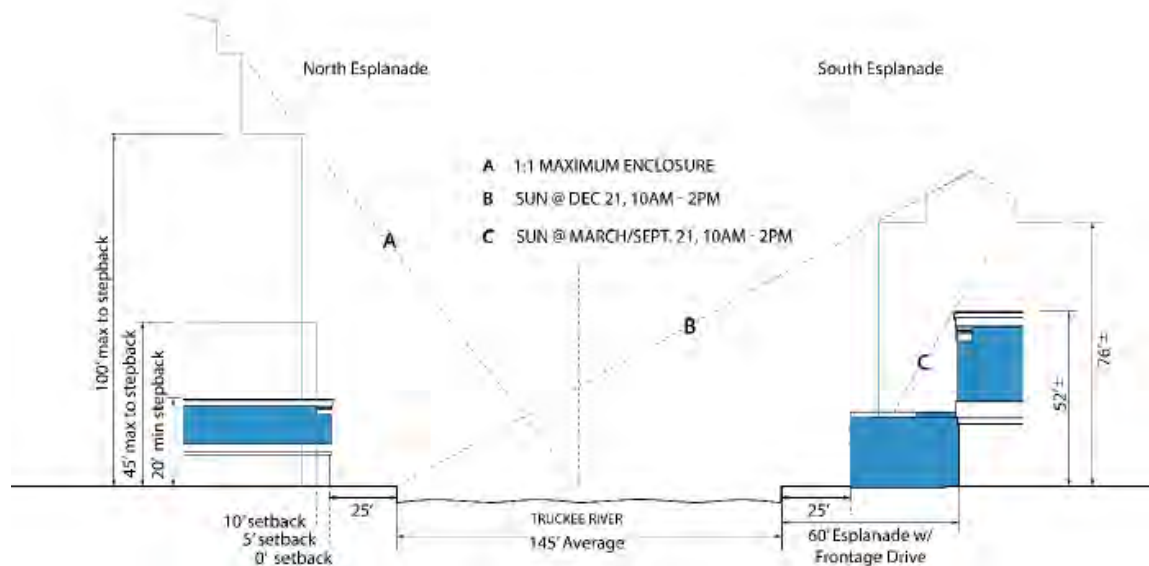 North Esplanade
South Esplanade
A 1:1 MAXIMUM ENCLOSURE
B SUN @ DEC 21, 10AM - 2PM
C SUN @ MARCH/SEPT. 21, 10AM - 2PM
A
B
C
100' max to stepback
45' max to stepback
20' min stepback
52'±
76'±
25'
25'
10' setback
5' setback
0' setback
TRUCKEE RIVER
145' Average
60' Esplanade w/
Frontage Drive